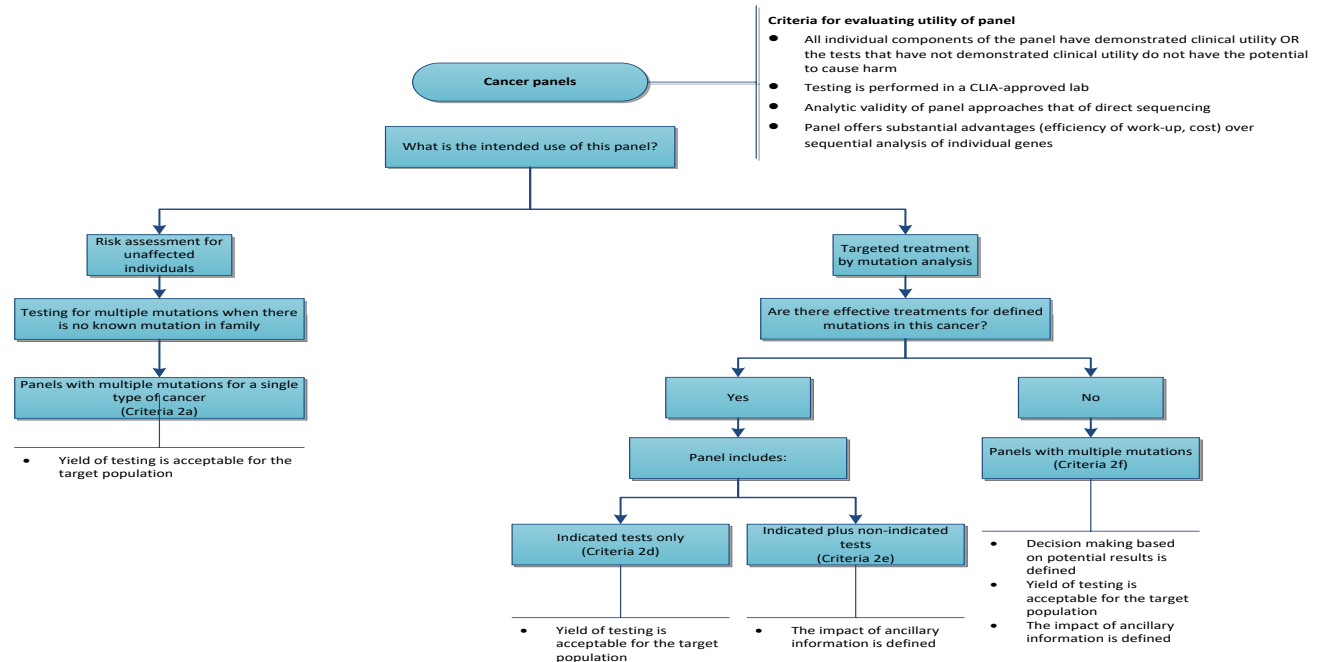 Criteria for evaluating utility of panel
● All individual components of the panel have demonstrated clinical utility OR
the tests that have not demonstrated clinical utility do not have the potential
to cause harm
● Testing is performed in a CLIA-approved lab
● Analytic validity of panel approaches that of direct sequencing
● Panel offers substantial advantages (efficiency of work-up, cost) over
sequential analysis of individual genes
Cancer panels
What is the intended use of this panel?
Risk assessment for
unaffected
individuals
Testing for multiple mutations when there
is no known mutation in family
Panels with multiple mutations for a single
type of cancer
(Criteria 2a)
● Yield of testing is acceptable for the
target population
Targeted treatment
by mutation analysis
Are there effective treatments for defined
mutations in this cancer?
Yes
No
Panel includes:
Panels with multiple mutations
(Criteria 2f)
Indicated tests only
(Criteria 2d)
Indicated plus non-indicated
tests
(Criteria 2e)
● Yield of testing is
acceptable for the target
population
● The impact of ancillary
information is defined
● Decision making based
on potential results is
defined
● Yield of testing is
acceptable for the target
population
● The impact of ancillary
information is defined